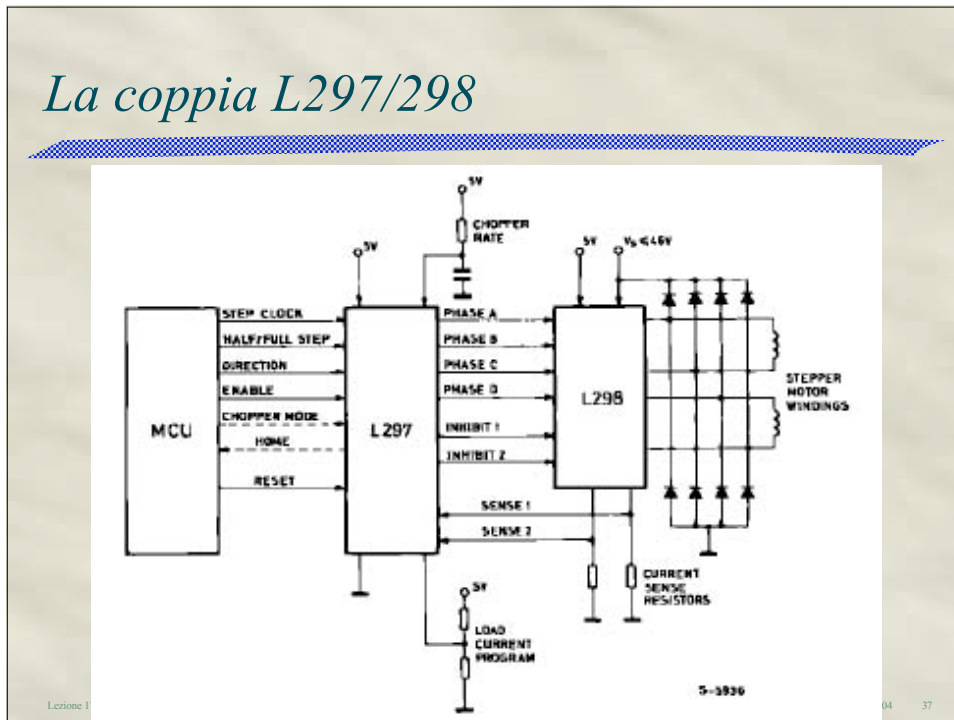 La coppia L297/298
5V
CHOPPER
RATE
5V
5V
Vs ≤ 46V
STEP CLOCK
HALF/FULL STEP
DIRECTION
ENABLE
CHOPPER MODE
HOME
RESET
MCU
L297
PHASE A
PHASE B
PHASE C
PHASE D
INHIBIT 1
INHIBIT 2
SENSE 1
SENSE 2
L298
STEPPER
MOTOR
WINDINGS
CURRENT
SENSE
RESISTORS
5V
LOAD
CURRENT
PROGRAM
Lezione
04
37